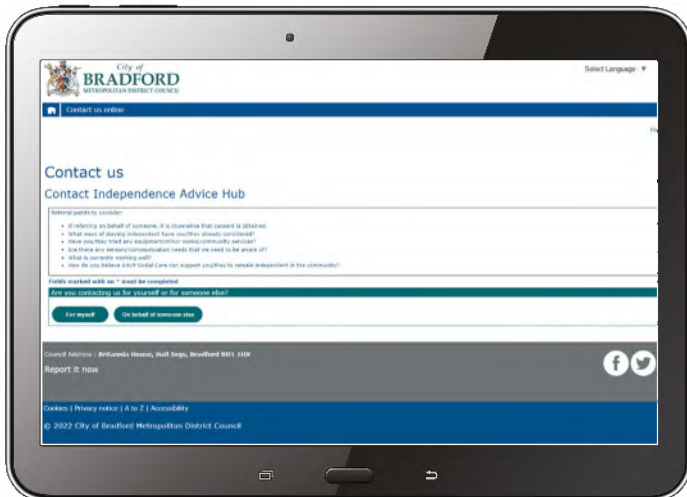 City of
BRADFORD
METROPOLITAN DISTRICT COUNCIL
Select Language ▼
Contact us online
Contact us
Contact Independence Advice Hub
Referral points to consider:
If referring on behalf of someone, it is imperative that consent is obtained.
What ways of staying independent have you/they already considered?
Have you/they tried any equipment/minor works/community services?
Are there any sensory/communication needs that we need to be aware of?
What is currently working well?
How do you believe Adult Social Care can support you/they to remain independent in the community?
Fields marked with an * must be completed
Are you contacting us for yourself or for someone else?
For myself
On behalf of someone else
Council Address : Britannia House, Hall Ings, Bradford BD1 1HX
Report it now
Cookies | Privacy notice | A to Z | Accessibility
© 2022 City of Bradford Metropolitan District Council